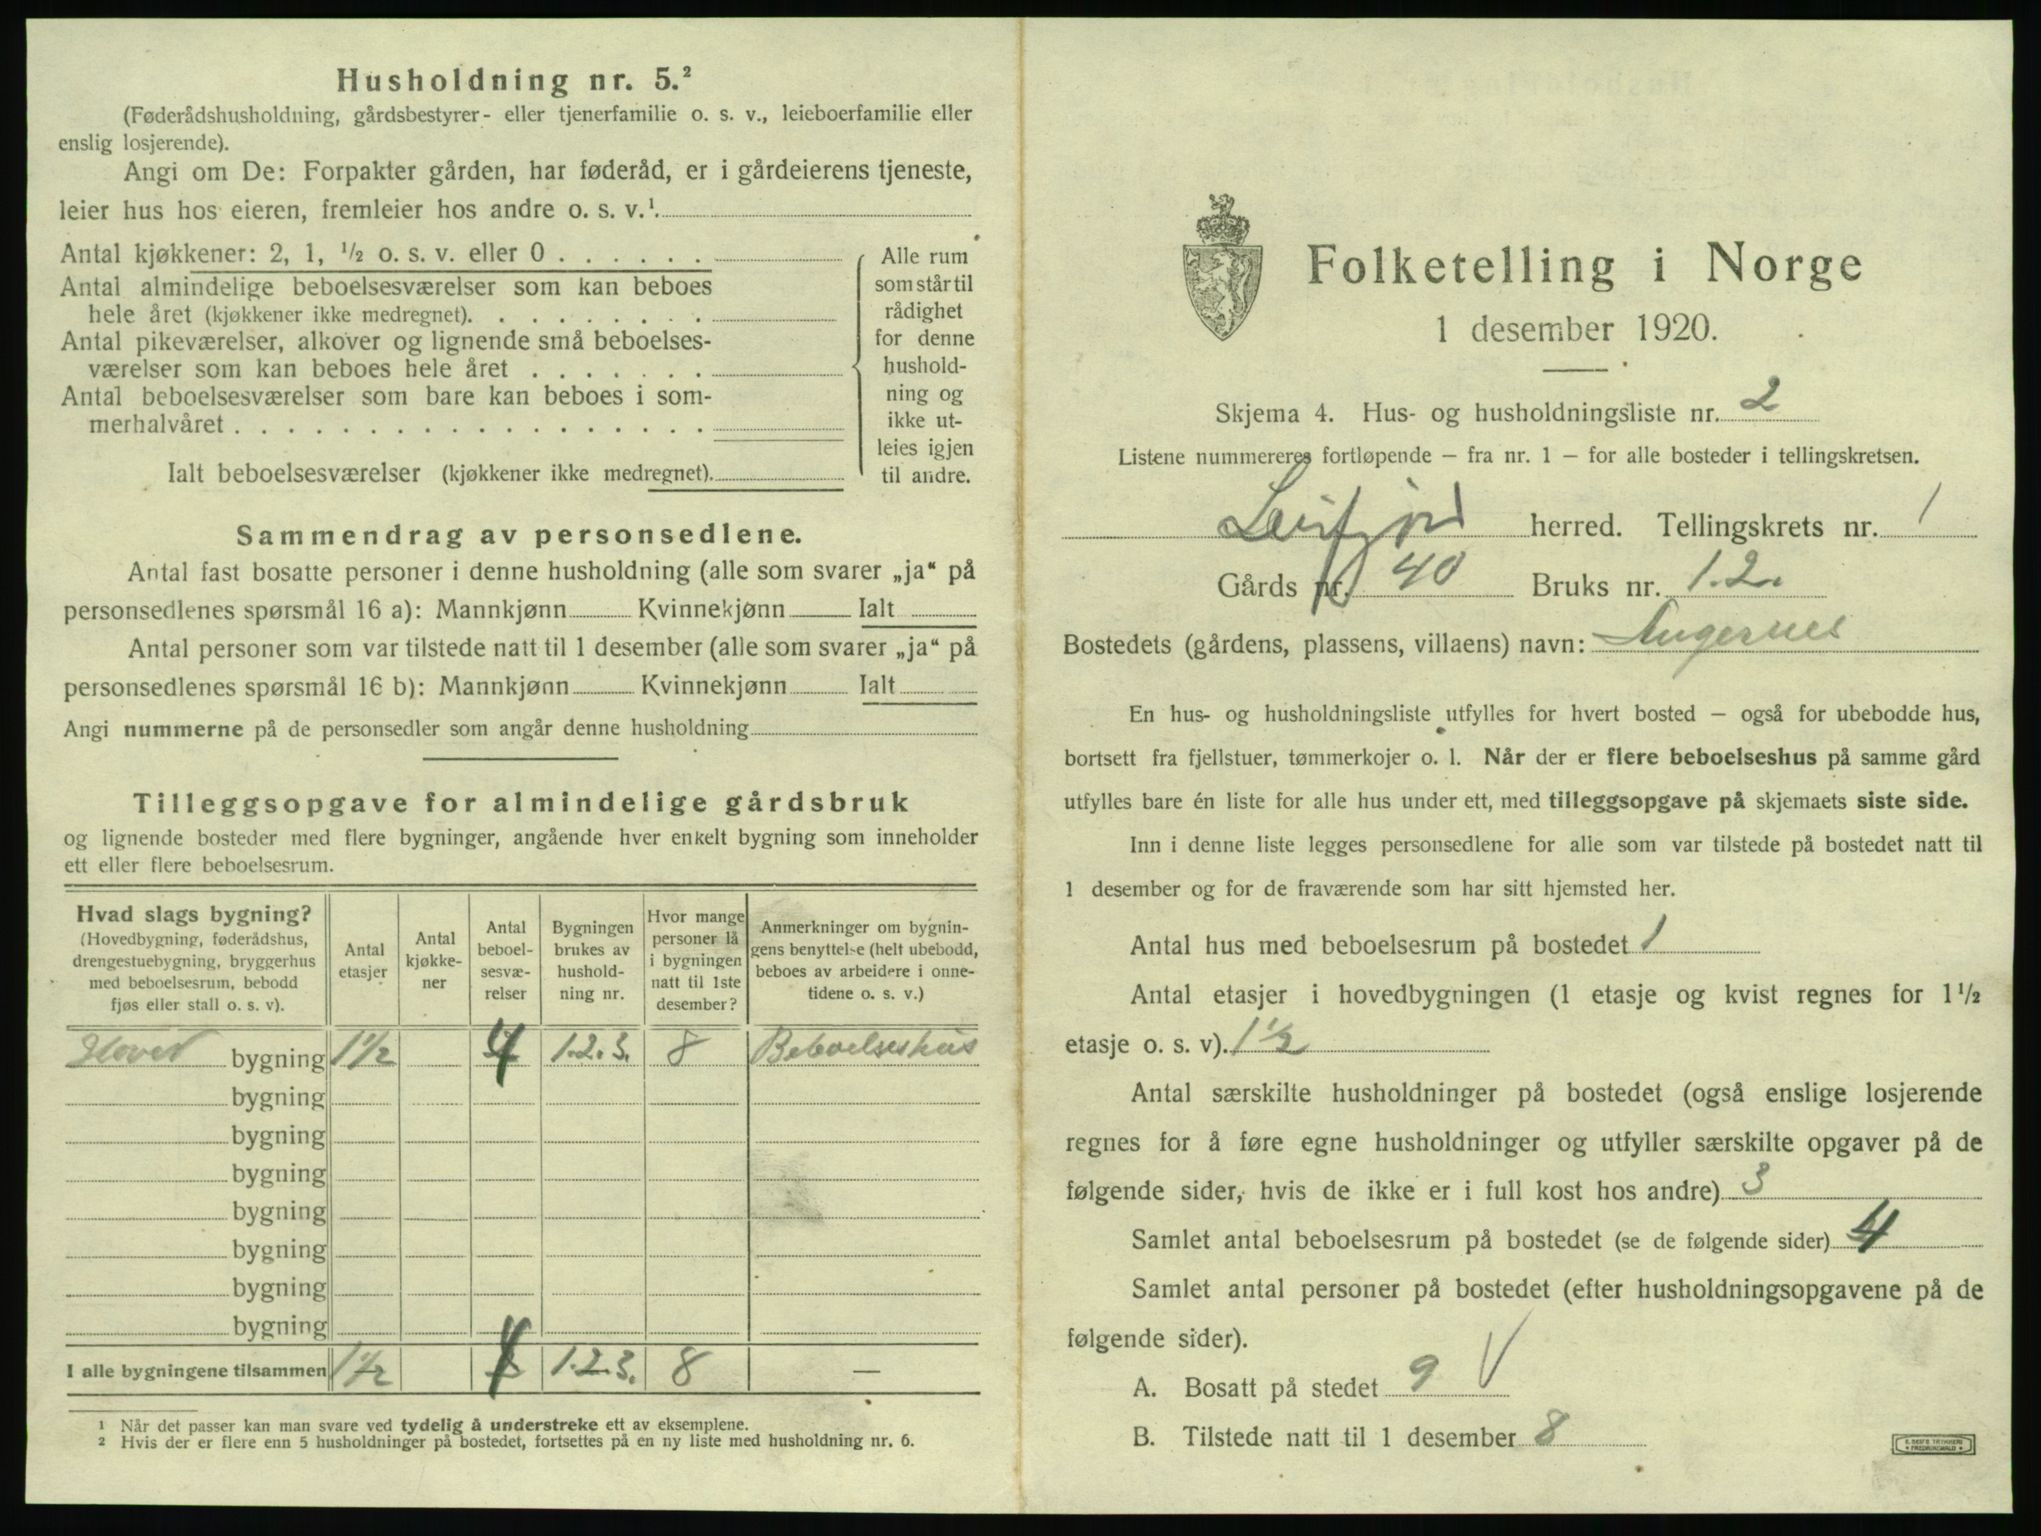 Husholdning nr. 5.²
(Føderådshusholdning, gårdsbestyrer- eller tjenerfamilie o. s. v., leieboerfamilie eller
enslig losjerende).
Angi om De: Forpakter gården, har føderåd, er i gårdeierens tjeneste,
leier hus hos eieren, fremleier hos andre o. s. v.¹
Antal kjøkkener: 2, 1, ½ o. s. v. eller 0 . . . . . .
Antal almindelige beboelsesværelser som kan beboes
hele året (kjøkkener ikke medregnet). . . . . . . . .
Antal pikeværelser, alkover og lignende små beboelses-
værelser som kan beboes hele året . . . . . . .
Antal beboelsesværelser som bare kan beboes i som-
merhalvåret . . . . . . . . . . . . . . . . . .
Ialt beboelsesværelser (kjøkkener ikke medregnet).
Alle rum
som står til
rådighet
for denne
hushold-
ning og
ikke ut-
leies igjen
til andre.
Sammendrag av personsedlene.
Antal fast bosatte personer i denne husholdning (alle som svarer „ja“ på
personsedlenes spørsmål 16 a): Mannkjønn Kvinnekjønn Ialt
Antal personer som var tilstede natt til 1 desember (alle som svarer „ja“ på
personsedlenes spørsmål 16 b): Mannkjønn Kvinnekjønn Ialt
Angi nummerne på de personsedler som angår denne husholdning
Tilleggsopgave for almindelige gårdsbruk
og lignende bosteder med flere bygninger, angående hver enkelt bygning som inneholder
ett eller flere beboelsesrum.
Hvad slags bygning?
(Hovedbygning, føderådshus,
drengestuebygning, bryggerhus
med beboelsesrum, bebodd
fjøs eller stall o. s. v).
Antal
etasjer
Antal
kjøkke-
ner
Antal
beboel-
sesvæ-
relser
Bygningen
brukes av
hushold-
ning nr.
Hvor mange
personer lå
i bygningen
natt til 1ste
desember?
Anmerkninger om bygnin-
gens benyttelse (helt ubebodd,
beboes av arbeidere i onne-
tidene o. s. v.)
Hoved bygning 1½ 4 1.2.3. 8 Beboelseshus
bygning
bygning
bygning
bygning
bygning
bygning
bygning
I alle bygningene tilsammen 1½ 4 1.2.3. 8 —
¹ Når det passer kan man svare ved tydelig å understreke ett av eksemplene.
² Hvis der er flere enn 5 husholdninger på bostedet, fortsettes på en ny liste med husholdning nr. 6.
Folketelling i Norge
1 desember 1920.
Skjema 4. Hus- og husholdningsliste nr. 2
Listene nummereres fortløpende — fra nr. 1 — for alle bosteder i tellingskretsen.
Leirfjord herred. Tellingskrets nr. 1
Gårds nr. 40 Bruks nr. 1.2.
Bostedets (gårdens, plassens, villaens) navn: Angernes
En hus- og husholdningsliste utfylles for hvert bosted — også for ubebodde hus,
bortsett fra fjellstuer, tømmerkojer o. l. Når der er flere beboelseshus på samme gård
utfylles bare én liste for alle hus under ett, med tilleggsopgave på skjemaets siste side.
Inn i denne liste legges personsedlene for alle som var tilstede på bostedet natt til
1 desember og for de fraværende som har sitt hjemsted her.
Antal hus med beboelsesrum på bostedet 1
Antal etasjer i hovedbygningen (1 etasje og kvist regnes for 1½
etasje o. s. v). 1½
Antal særskilte husholdninger på bostedet (også enslige losjerende
regnes for å føre egne husholdninger og utfyller særskilte opgaver på de
følgende sider, hvis de ikke er i full kost hos andre) 3
Samlet antal beboelsesrum på bostedet (se de følgende sider) 4
Samlet antal personer på bostedet (efter husholdningsopgavene på de
følgende sider).
A. Bosatt på stedet 9 V
B. Tilstede natt til 1 desember 8